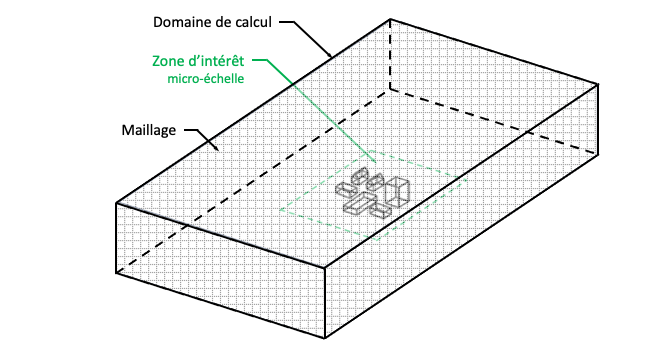 Domaine de calcul
Zone d’intérêt
micro-échelle
Maillage